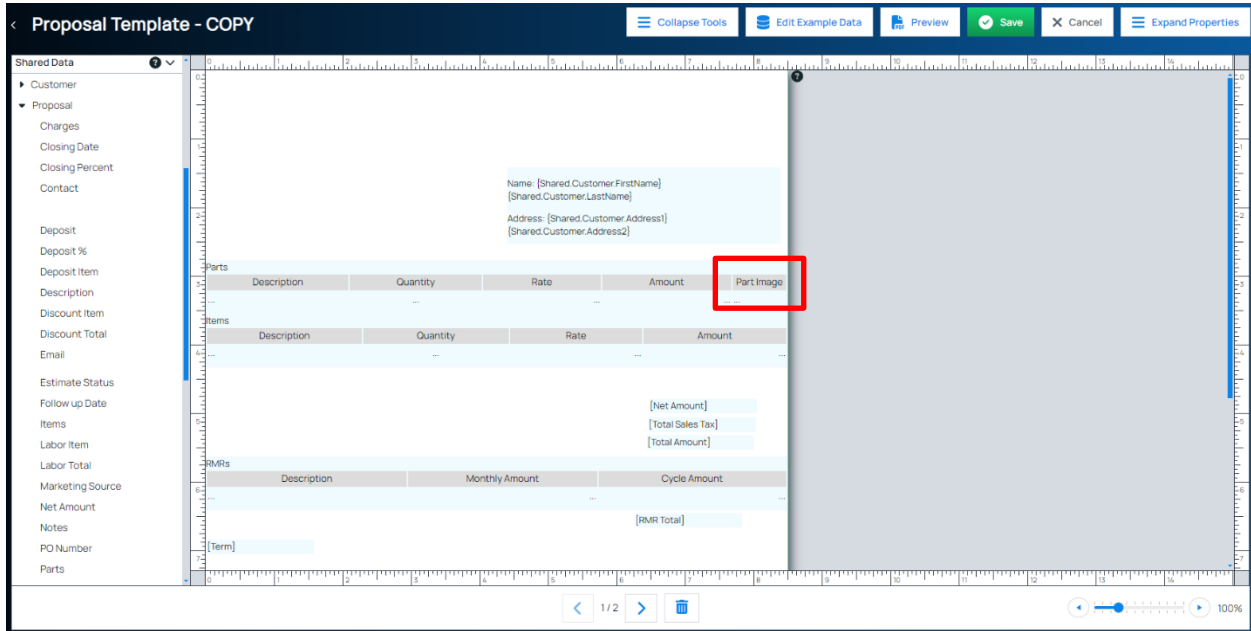 Proposal Template - COPY
Collapse Tools
Edit Example Data
Preview
Save
Cancel
Expand Properties
Shared Data
Customer
Proposal
Charges
Closing Date
Closing Percent
Contact
Deposit
Deposit %
Deposit Item
Description
Discount Item
Discount Total
Email
Estimate Status
Follow up Date
Items
Labor Item
Labor Total
Marketing Source
Net Amount
Notes
PO Number
Parts
Name: {Shared.Customer.FirstName}
{Shared.Customer.LastName}
Address: {Shared.Customer.Address1}
{Shared.Customer.Address2}
Parts
Description Quantity Rate Amount Part Image
... ... ... ... ...
Items
Description Quantity Rate Amount
... ... ... ...
[Net Amount]
[Total Sales Tax]
[Total Amount]
RMRs
Description Monthly Amount Cycle Amount
... ... ...
[RMR Total]
[Term]
1/2
100%